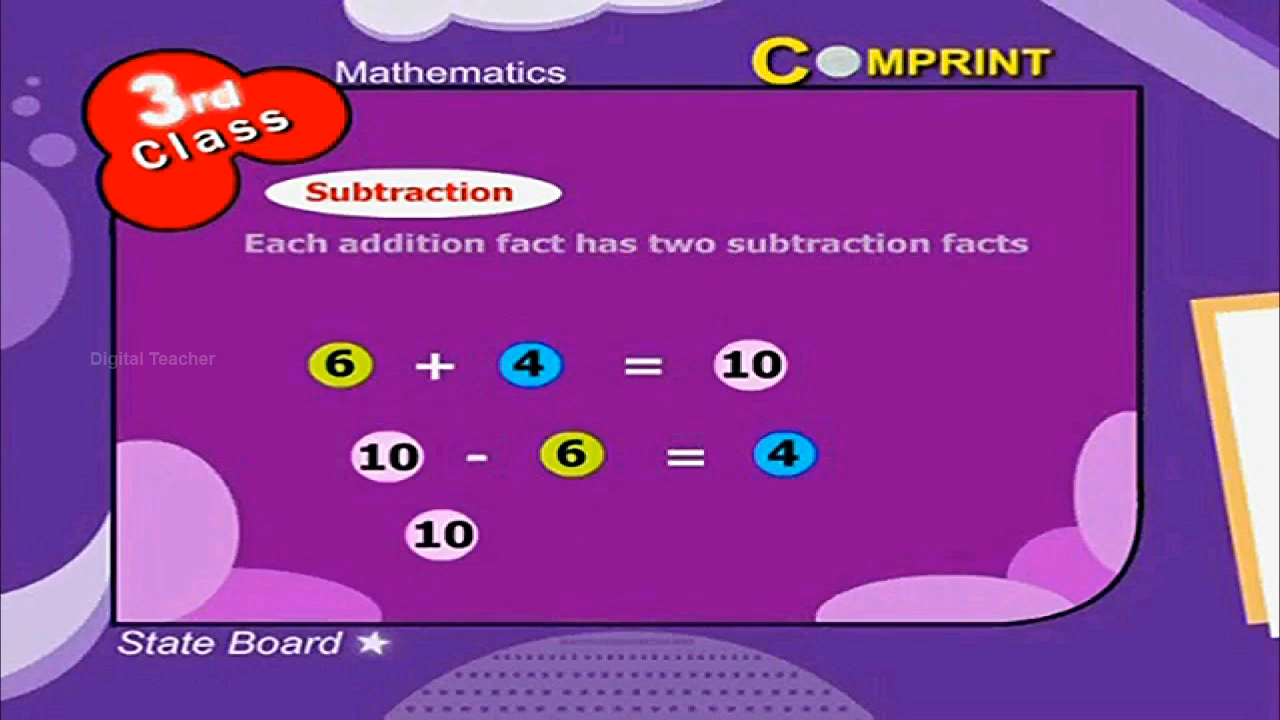 Mathematics
COMPRINT
3rd
Class
Subtraction
Each addition fact has two subtraction facts
Digital Teacher
6 + 4 = 10
10 - 6 = 4
10
State Board